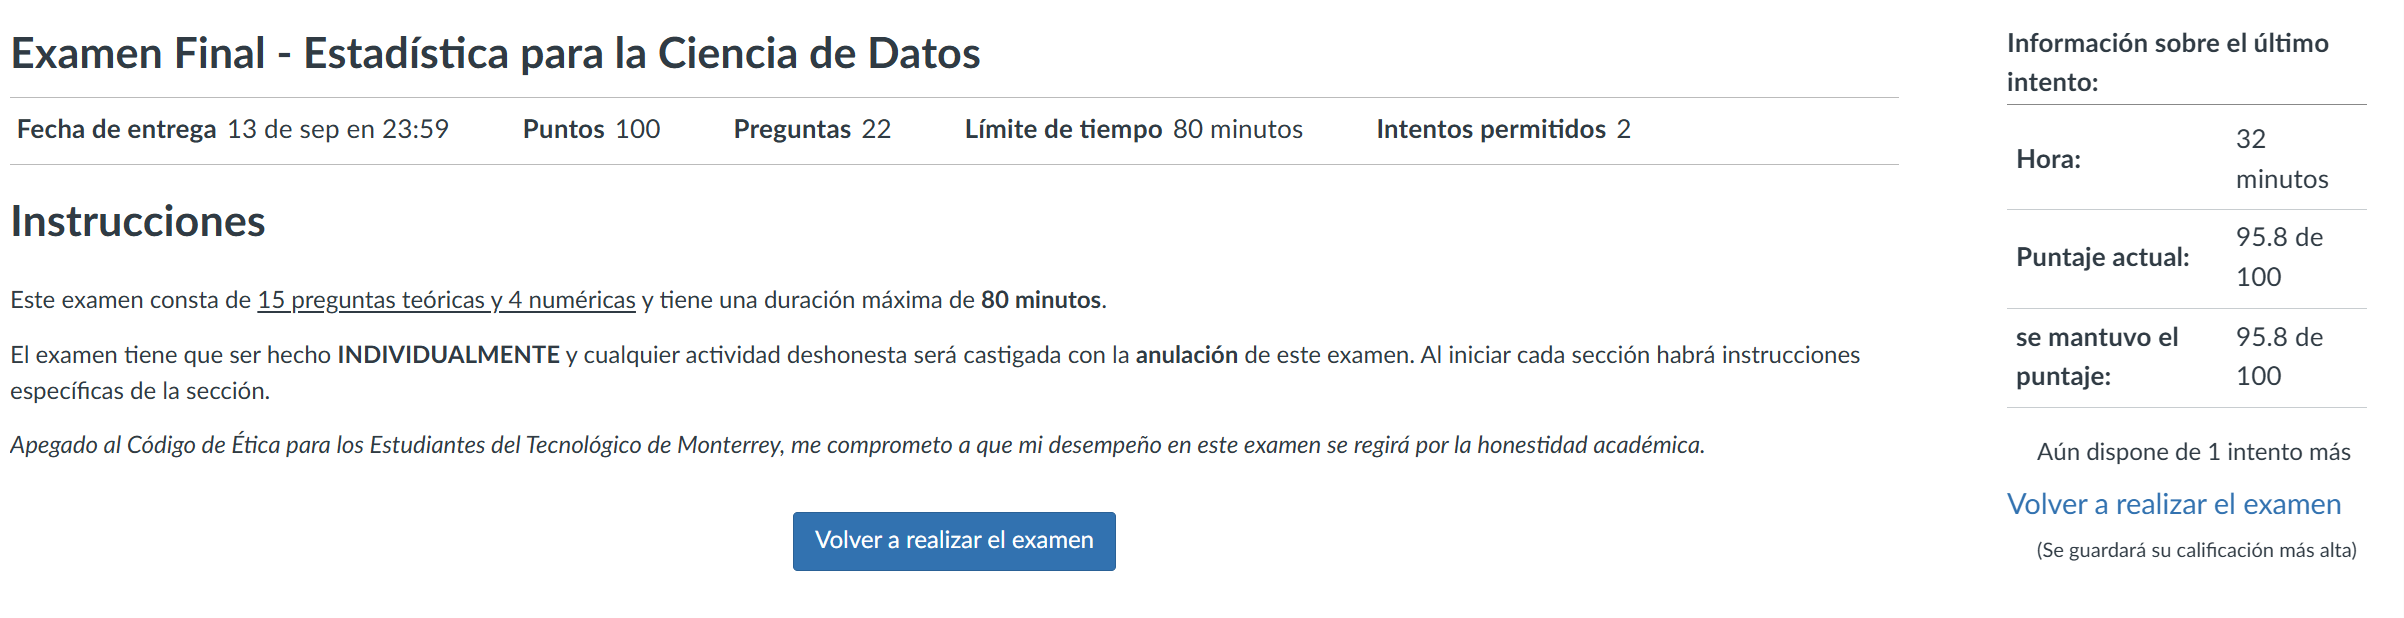 Examen Final - Estadística para la Ciencia de Datos
Fecha de entrega 13 de sep en 23:59 Puntos 100 Preguntas 22 Límite de tiempo 80 minutos Intentos permitidos 2
Instrucciones
Este examen consta de 15 preguntas teóricas y 4 numéricas y tiene una duración máxima de 80 minutos.
El examen tiene que ser hecho INDIVIDUALMENTE y cualquier actividad deshonesta será castigada con la anulación de este examen. Al iniciar cada sección habrá instrucciones
específicas de la sección.
Apegado al Código de Ética para los Estudiantes del Tecnológico de Monterrey, me comprometo a que mi desempeño en este examen se regirá por la honestidad académica.
Volver a realizar el examen
Información sobre el último
intento:
Hora: 32
minutos
Puntaje actual: 95.8 de
100
se mantuvo el 95.8 de
puntaje: 100
Aún dispone de 1 intento más
Volver a realizar el examen
(Se guardará su calificación más alta)